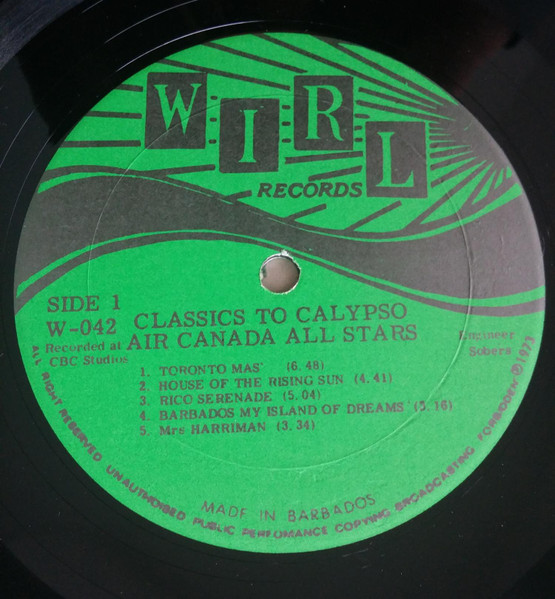 WIRL
RECORDS
SIDE 1
W-042 CLASSICS TO CALYPSO
AIR CANADA ALL STARS
Recorded at
CBC Studios
Engineer
Sobers
1. TORONTO MAS' (6.48)
2. HOUSE OF THE RISING SUN (4.41)
3. RICO SERENADE (5.04)
4. BARBADOS MY ISLAND OF DREAMS' (5.16)
5. Mrs HARRIMAN (3.34)
MADE IN BARBADOS
ALL RIGHT RESERVED UNAUTHORISED PUBLIC PERFOMANCE COPYING BROADCASTING FORBIDDEN ℗1973